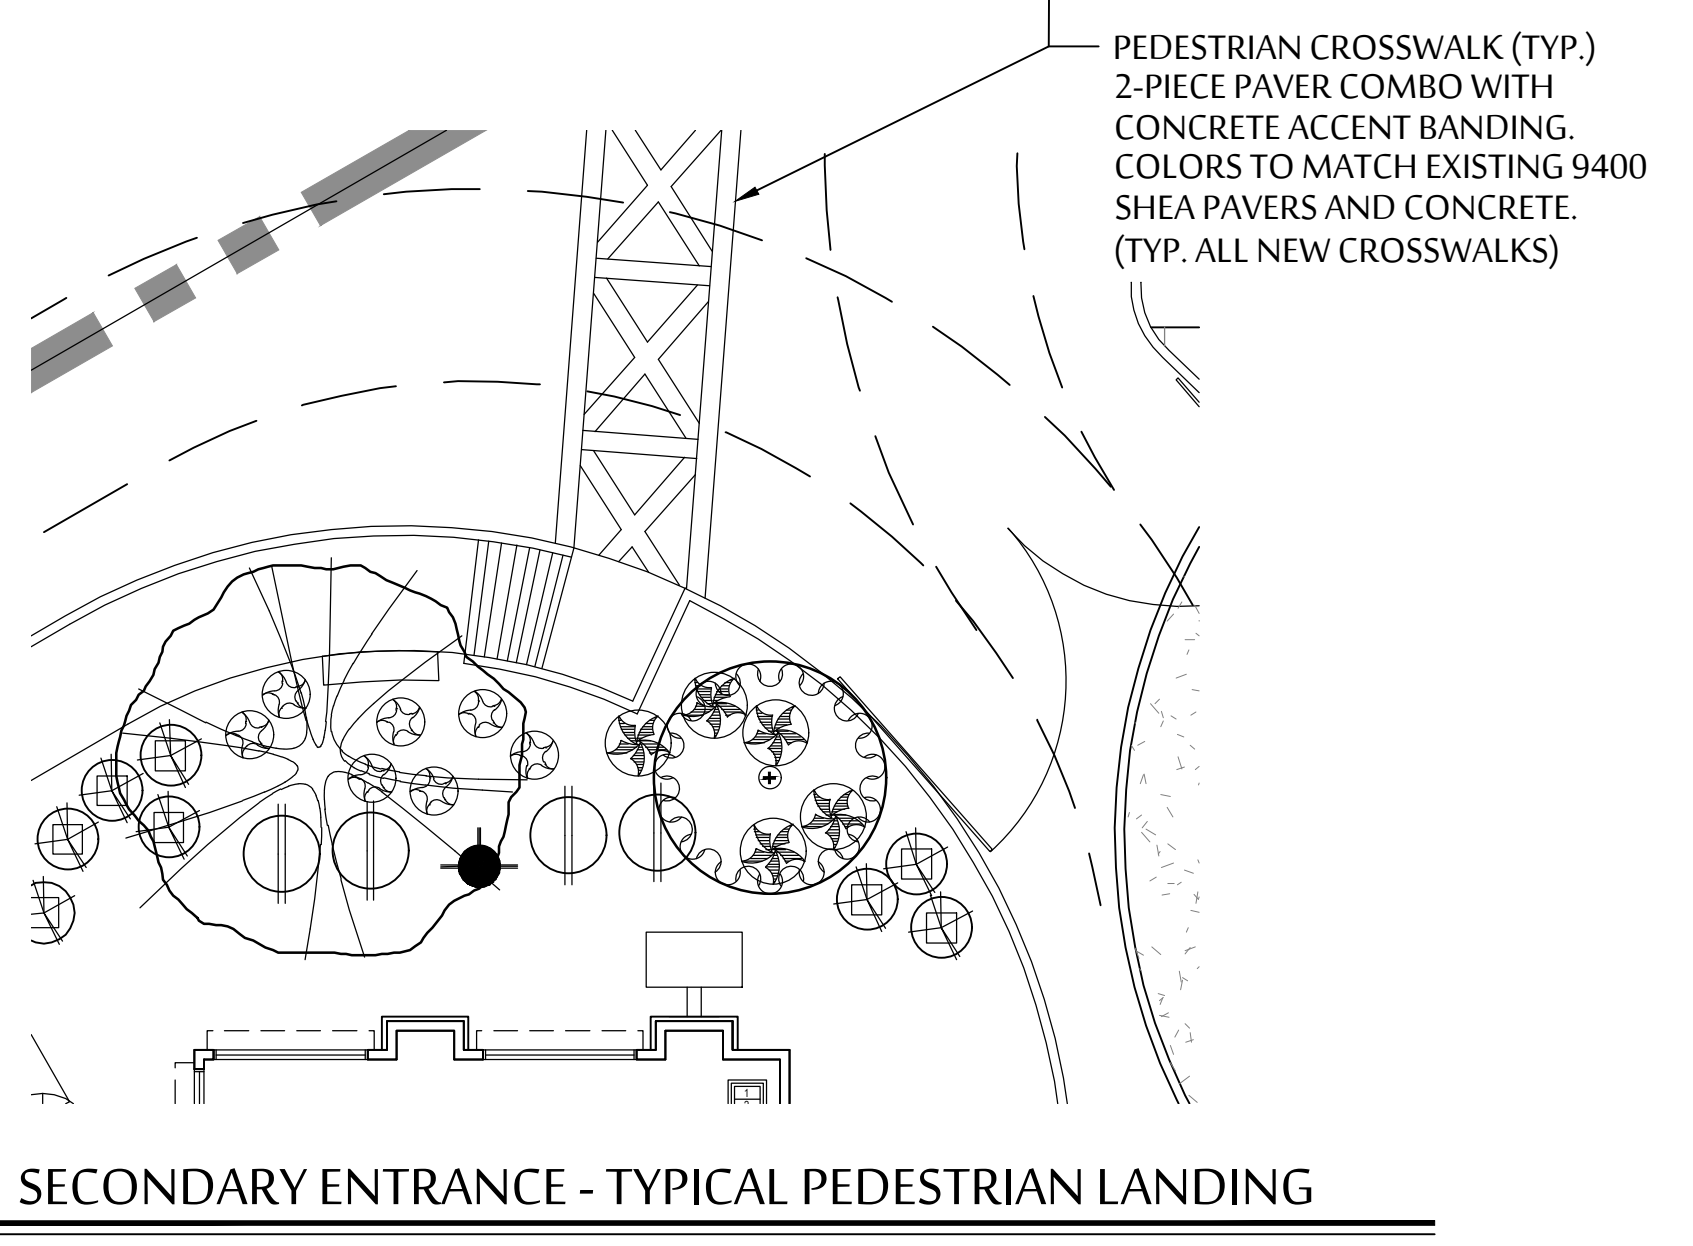 PEDESTRIAN CROSSWALK (TYP.)
2-PIECE PAVER COMBO WITH
CONCRETE ACCENT BANDING.
COLORS TO MATCH EXISTING 9400
SHEA PAVERS AND CONCRETE.
(TYP. ALL NEW CROSSWALKS)
1
SECONDARY ENTRANCE - TYPICAL PEDESTRIAN LANDING